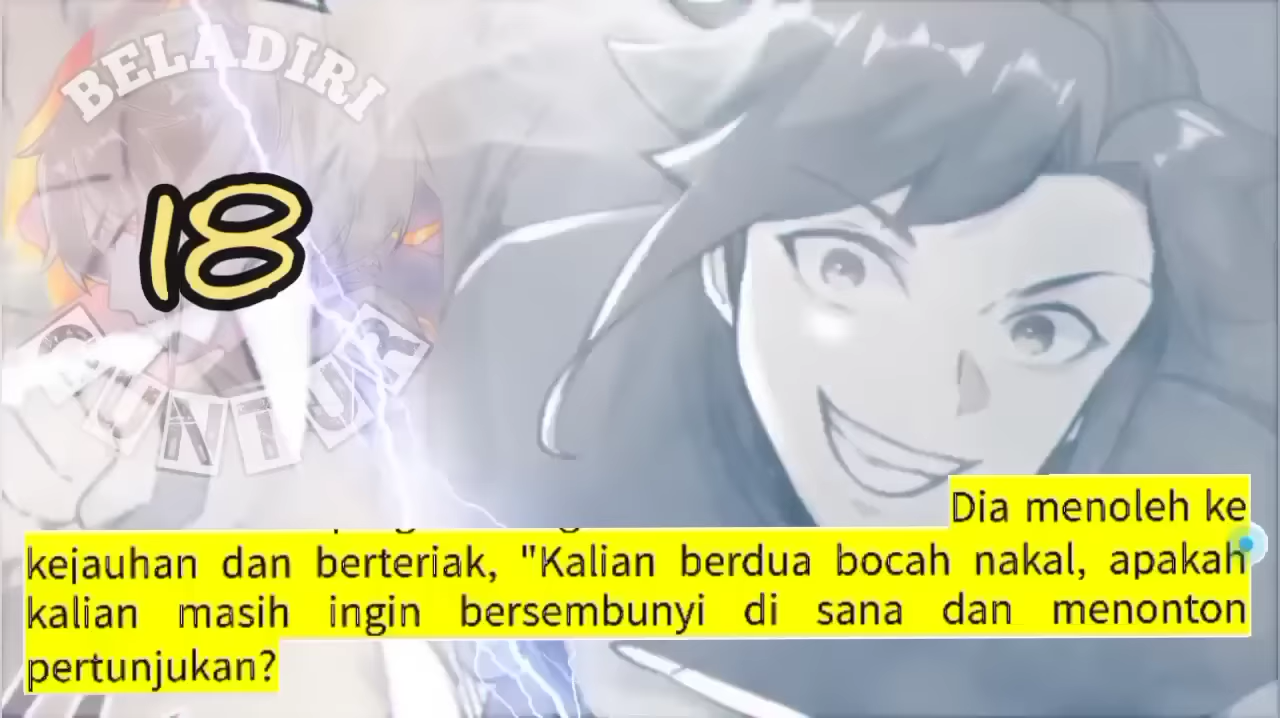 BELADIRI
18
GUNTUR
Dia menoleh ke
kejauhan dan berteriak, "Kalian berdua bocah nakal, apakah
kalian masih ingin bersembunyi di sana dan menonton
pertunjukan?